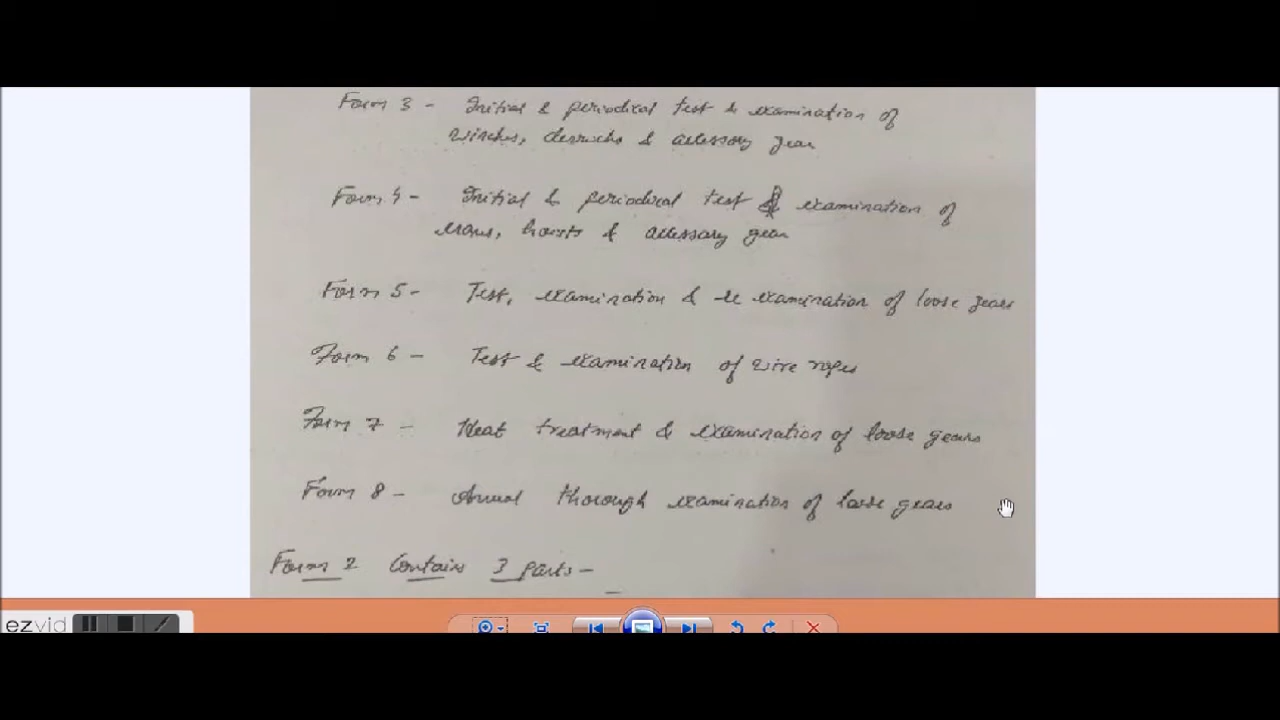 Form 3 - Initial & periodical test & examination of
winches, derricks & accessory gear
Form 4 - Initial & periodical test & examination of
cranes, hoists & accessory gear
Form 5 - Test, examination & re examination of loose gears
Form 6 - Test & examination of wire ropes
Form 7 - Heat treatment & examination of loose gears
Form 8 - Annual thorough examination of loose gears
Form 2 Contains 3 parts -
ezvid